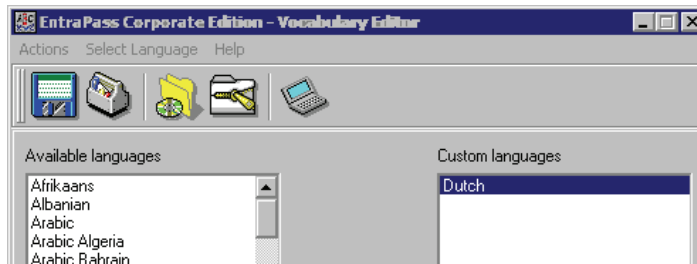 EntraPass Corporate Edition - Vocabulary Editor
Actions Select Language Help
Available languages
Custom languages
Afrikaans
Albanian
Arabic
Arabic Algeria
Arabic Bahrain
Dutch